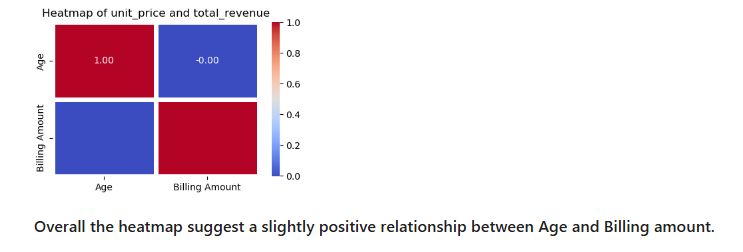 Heatmap of unit_price and total_revenue
1.0
Age
1.00
-0.00
0.8
0.6
0.4
Billing Amount
0.2
0.0
Age
Billing Amount
Overall the heatmap suggest a slightly positive relationship between Age and Billing amount.